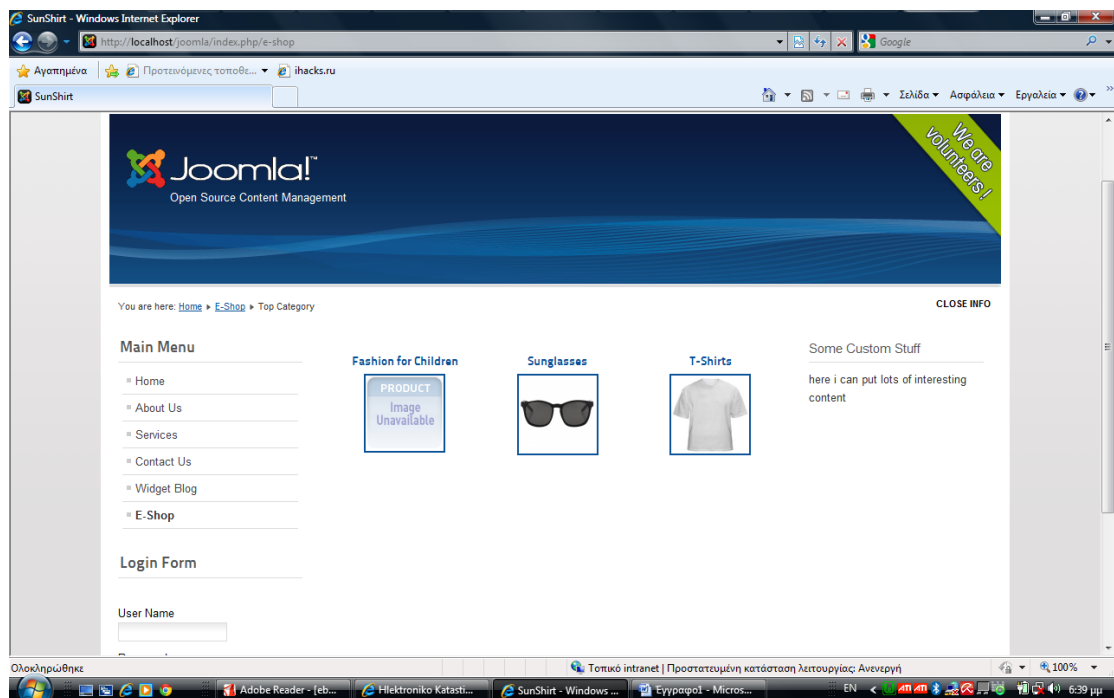 SunShirt - Windows Internet Explorer
http://localhost/joomla/index.php/e-shop
Google
Αγαπημένα
Προτεινόμενες τοποθε...
ihacks.ru
SunShirt
Σελίδα
Ασφάλεια
Εργαλεία
Joomla!™
Open Source Content Management
We are
volunteers!
You are here: Home E-Shop Top Category
CLOSE INFO
Main Menu
Home
About Us
Services
Contact Us
Widget Blog
E-Shop
Login Form
User Name
Fashion for Children
Sunglasses
T-Shirts
PRODUCT
Image
Unavailable
Some Custom Stuff
here i can put lots of interesting
content
Ολοκληρώθηκε
Τοπικό intranet | Προστατευμένη κατάσταση λειτουργίας: Ανενεργή
100%
Adobe Reader - [eb...
Hlektroniko Katasti...
SunShirt - Windows ...
Έγγραφο1 - Micros...
EN
6:39 μμ